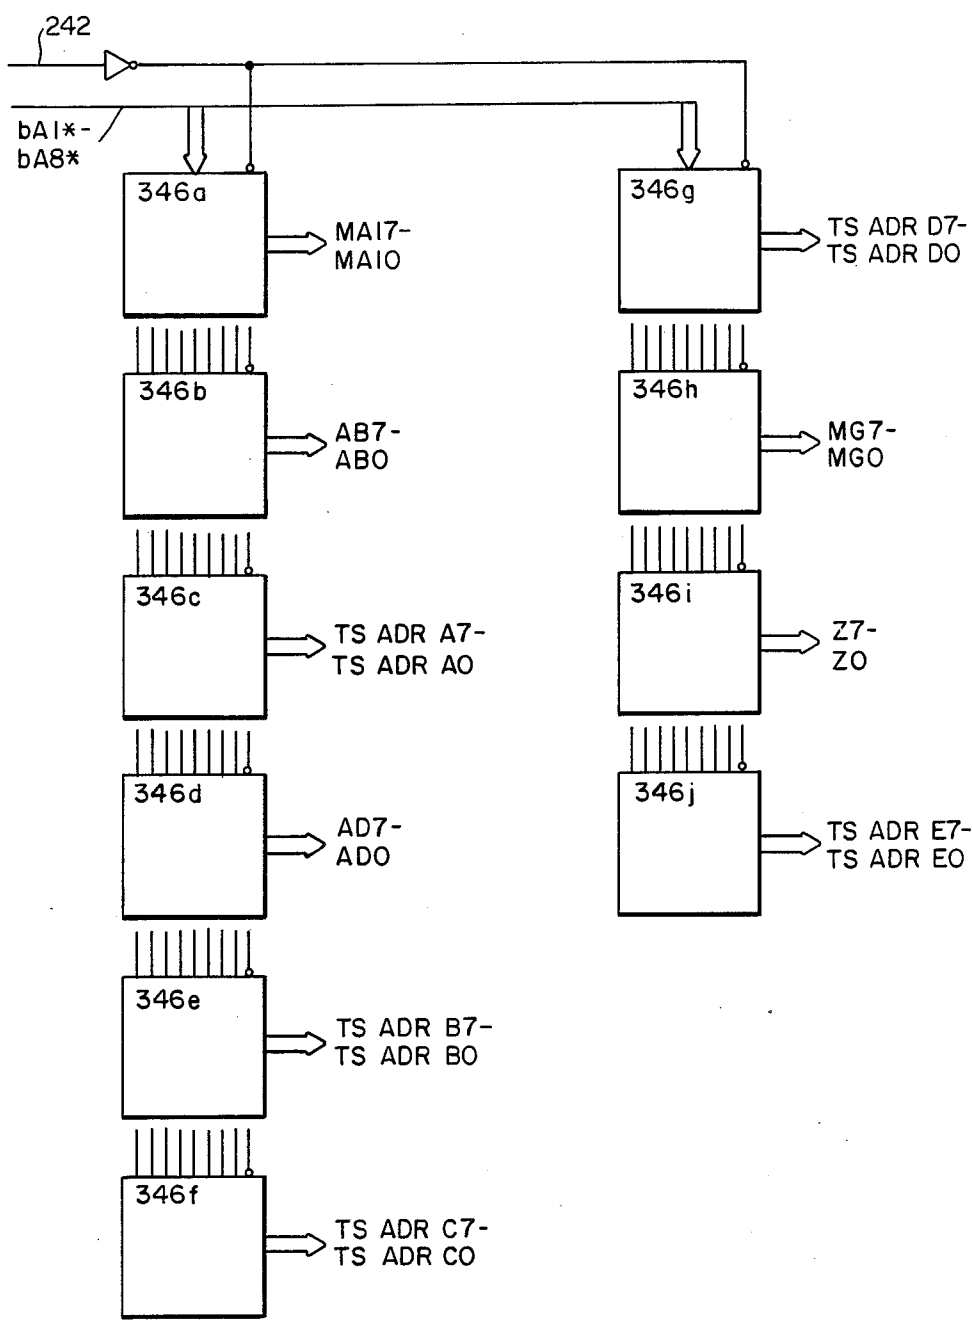 242
bA1*-
bA8*
346a
MA17-
MA10
346b
AB7-
AB0
346c
TS ADR A7-
TS ADR A0
346d
AD7-
AD0
346e
TS ADR B7-
TS ADR B0
346f
TS ADR C7-
TS ADR C0
346g
TS ADR D7-
TS ADR D0
346h
MG7-
MG0
346i
Z7-
Z0
346j
TS ADR E7-
TS ADR E0